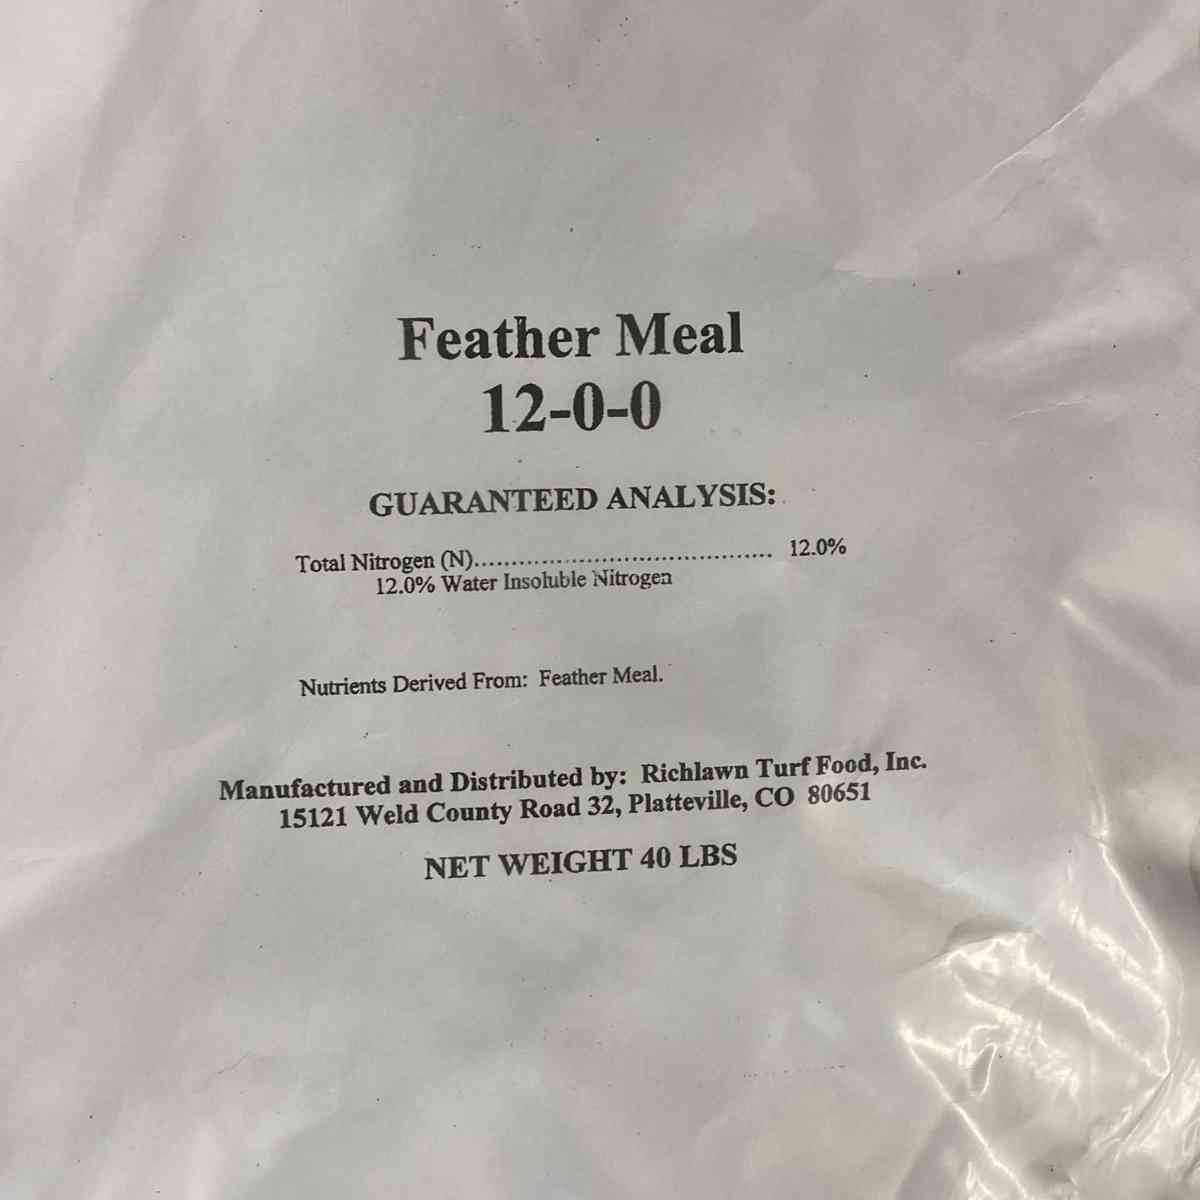 Feather Meal
12-0-0
GUARANTEED ANALYSIS:
Total Nitrogen (N)....................................... 12.0%
12.0% Water Insoluble Nitrogen
Nutrients Derived From: Feather Meal.
Manufactured and Distributed by: Richlawn Turf Food, Inc.
15121 Weld County Road 32, Platteville, CO 80651
NET WEIGHT 40 LBS